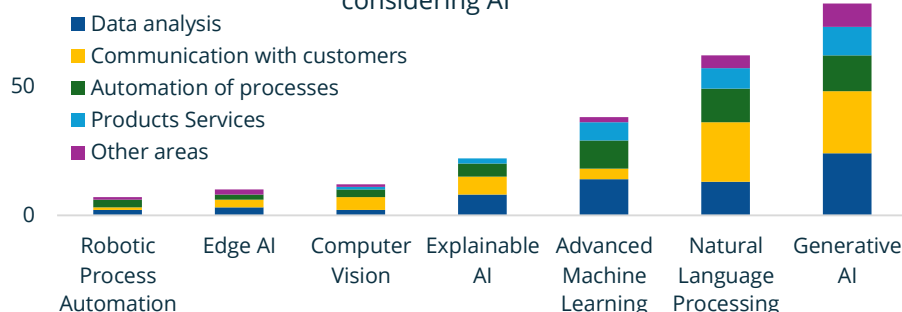 considering AI
Data analysis
Communication with customers
50
Automation of processes
Products Services
Other areas
0
Robotic Process Automation
Edge AI
Computer Vision
Explainable AI
Advanced Machine Learning
Natural Language Processing
Generative AI